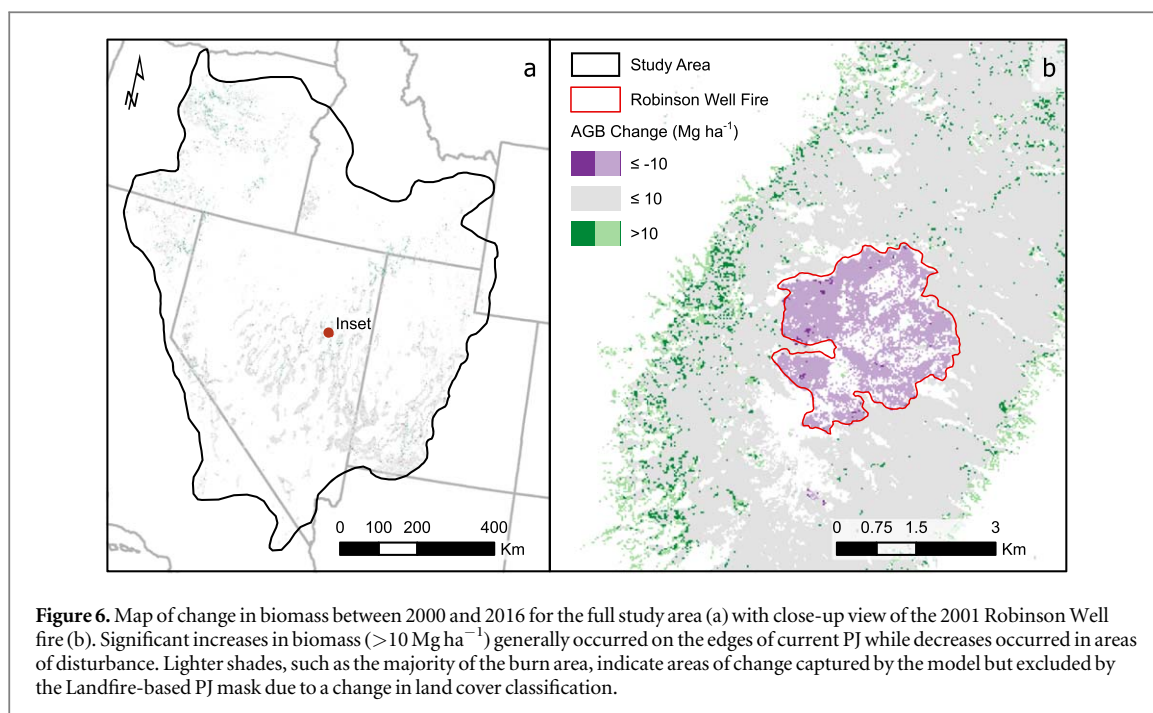 a
N
Inset
0 100 200 400
Km
b
Study Area
Robinson Well Fire
AGB Change (Mg ha⁻¹)
≤ -10
≤ 10
>10
0 0.75 1.5 3
Km
Figure 6. Map of change in biomass between 2000 and 2016 for the full study area (a) with close-up view of the 2001 Robinson Well
fire (b). Significant increases in biomass (>10 Mg ha⁻¹) generally occurred on the edges of current PJ while decreases occurred in areas
of disturbance. Lighter shades, such as the majority of the burn area, indicate areas of change captured by the model but excluded by
the Landfire-based PJ mask due to a change in land cover classification.